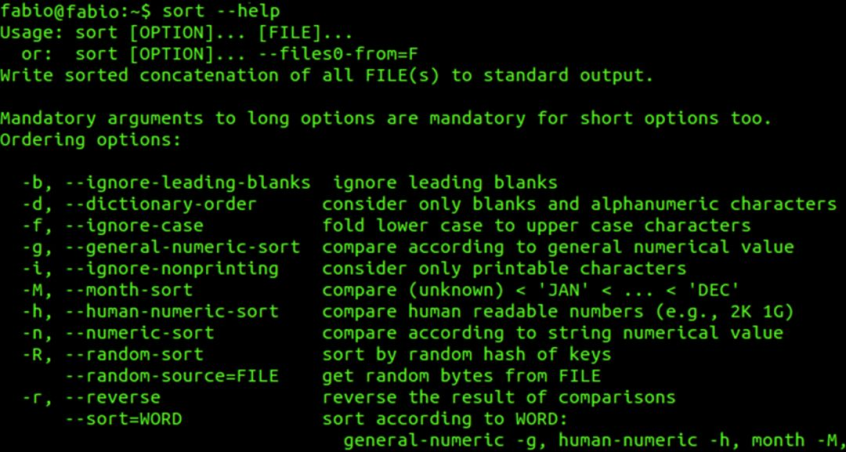 fabio@fabio:~$ sort --help
Usage: sort [OPTION]... [FILE]...
  or:  sort [OPTION]... --files0-from=F
Write sorted concatenation of all FILE(s) to standard output.

Mandatory arguments to long options are mandatory for short options too.
Ordering options:

  -b, --ignore-leading-blanks  ignore leading blanks
  -d, --dictionary-order      consider only blanks and alphanumeric characters
  -f, --ignore-case           fold lower case to upper case characters
  -g, --general-numeric-sort  compare according to general numerical value
  -i, --ignore-nonprinting    consider only printable characters
  -M, --month-sort            compare (unknown) < 'JAN' < ... < 'DEC'
  -h, --human-numeric-sort    compare human readable numbers (e.g., 2K 1G)
  -n, --numeric-sort          compare according to string numerical value
  -R, --random-sort           sort by random hash of keys
      --random-source=FILE    get random bytes from FILE
  -r, --reverse               reverse the result of comparisons
      --sort=WORD             sort according to WORD:
                                general-numeric -g, human-numeric -h, month -M,